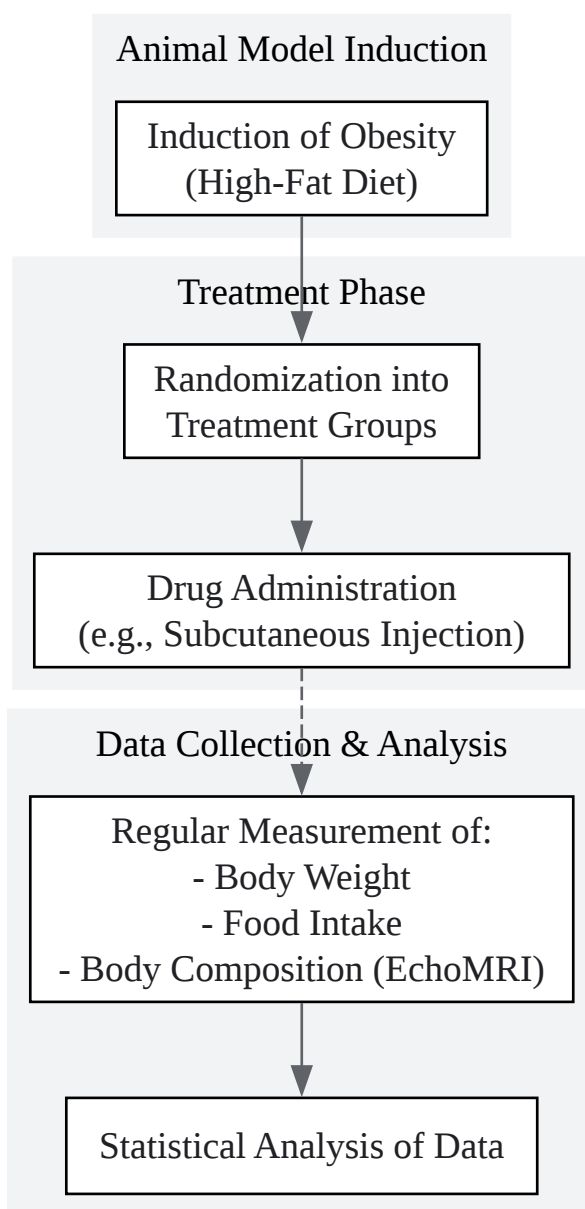 Animal Model Induction
Induction of Obesity
(High-Fat Diet)
Treatment Phase
Randomization into
Treatment Groups
Drug Administration
(e.g., Subcutaneous Injection)
Data Collection & Analysis
Regular Measurement of:
- Body Weight
- Food Intake
- Body Composition (EchoMRI)
Statistical Analysis of Data